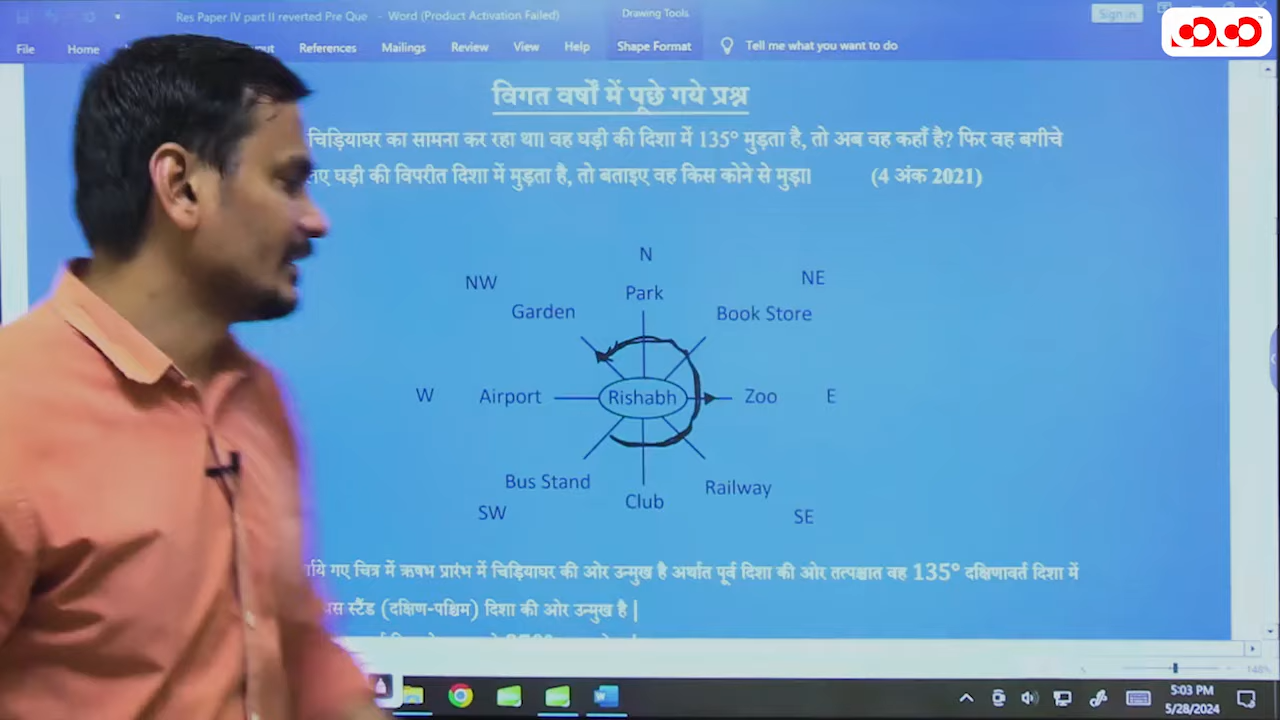 Res Paper IV part II reverted Pre Quo - Word (Product Activation Failed)
Drawing Tools
Sign in
File Home References Mailings Review View Help Shape Format Tell me what you want to do
विगत वर्षों में पूछे गये प्रश्न
चिड़ियाघर का सामना कर रहा था। वह घड़ी की दिशा में 135° मुड़ता है, तो अब वह कहाँ है? फिर वह बगीचे
घड़ी की विपरीत दिशा में मुड़ता है, तो बताइए वह किस कोने से मुड़ा। (4 अंक 2021)
N
NW NE
Park
Garden Book Store
W Airport Rishabh Zoo E
Bus Stand Railway
Club
SW SE
गए चित्र में ऋषभ प्रारंभ में चिड़ियाघर की ओर उन्मुख है अर्थात पूर्व दिशा की ओर तत्पश्चात वह 135° दक्षिणावर्त दिशा में
स्टैंड (दक्षिण-पश्चिम) दिशा की ओर उन्मुख है |
148%
5:03 PM
5/28/2024